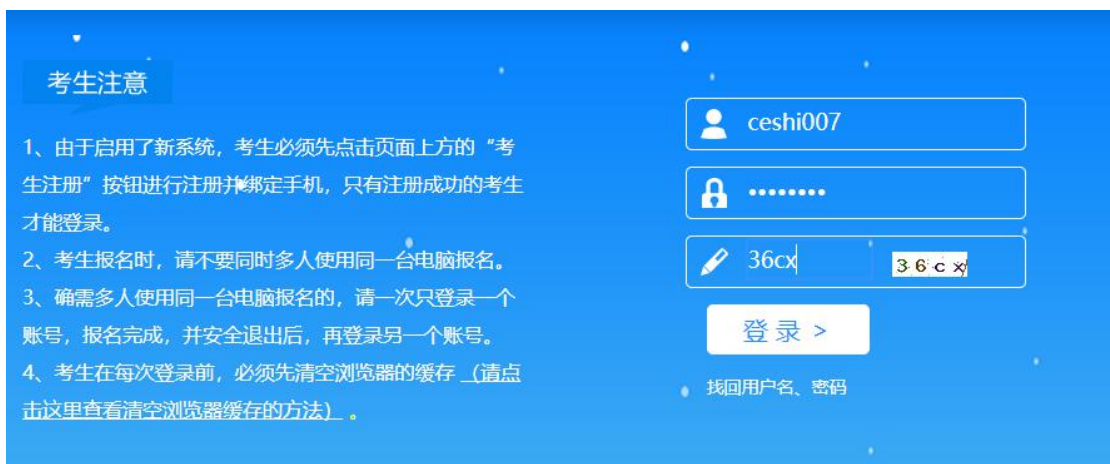 考生注意
1、由于启用了新系统，考生必须先点击页面上方的“考
生注册”按钮进行注册并绑定手机，只有注册成功的考生
才能登录。
2、考生报名时，请不要同时多人使用同一台电脑报名。
3、确需多人使用同一台电脑报名的，请一次只登录一个
账号，报名完成，并安全退出后，再登录另一个账号。
4、考生在每次登录前，必须先清空浏览器的缓存（请点
击这里查看清空浏览器缓存的方法）。
ceshi007
••••••••
36cx
36cx
登录 >
找回用户名、密码